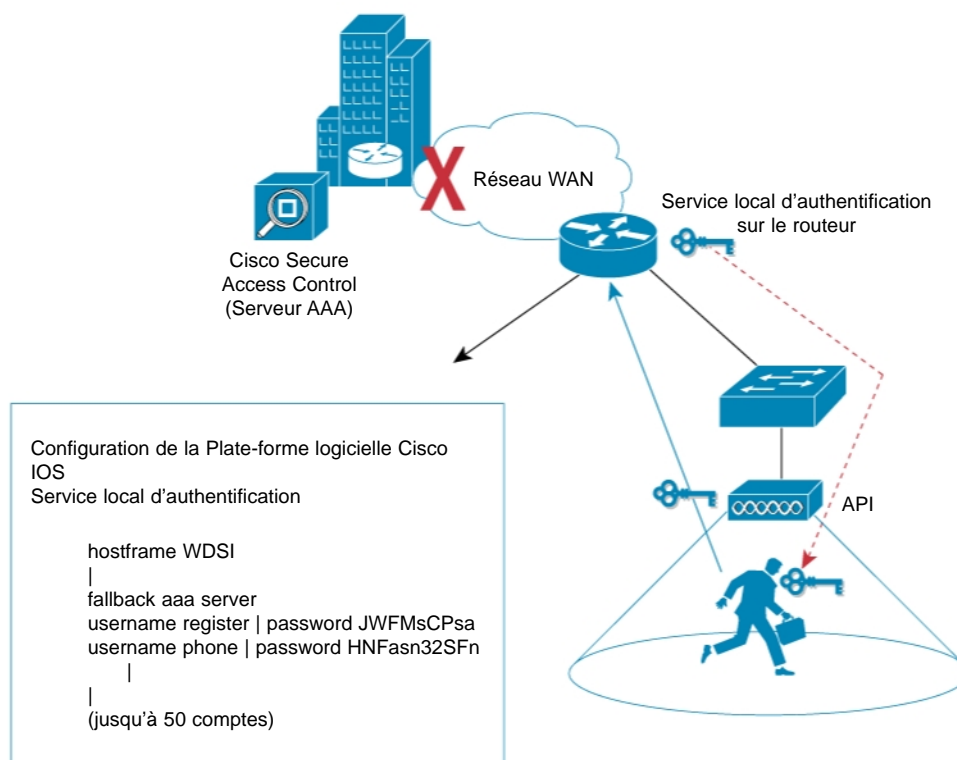 Réseau WAN
Service local d'authentification
sur le routeur
Cisco Secure
Access Control
(Serveur AAA)
Configuration de la Plate-forme logicielle Cisco
IOS
Service local d'authentification
hostframe WDSI
|
fallback aaa server
username register | password JWFMsCPsa
username phone | password HNFasn32SFn
|
|
(jusqu'à 50 comptes)
API